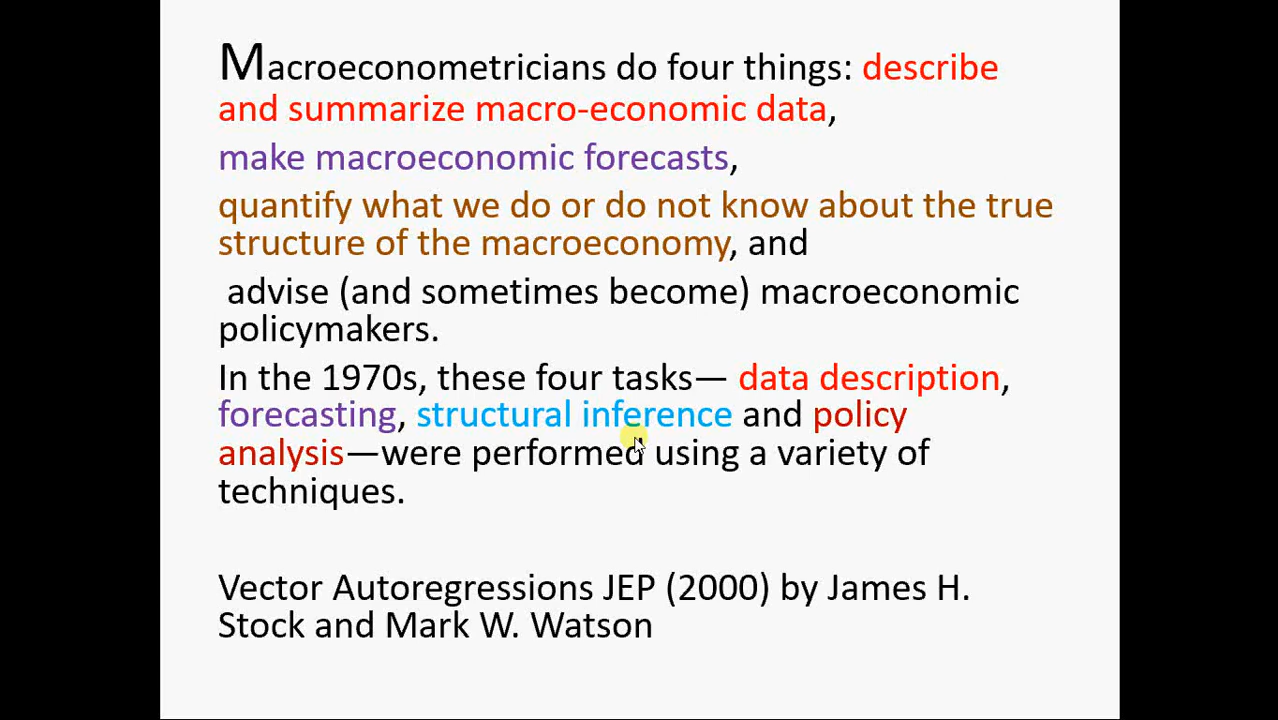 Macroeconometricians do four things: describe
and summarize macro-economic data,
make macroeconomic forecasts,
quantify what we do or do not know about the true
structure of the macroeconomy, and
advise (and sometimes become) macroeconomic
policymakers.
In the 1970s, these four tasks— data description,
forecasting, structural inference and policy
analysis—were performed using a variety of
techniques.
Vector Autoregressions JEP (2000) by James H.
Stock and Mark W. Watson